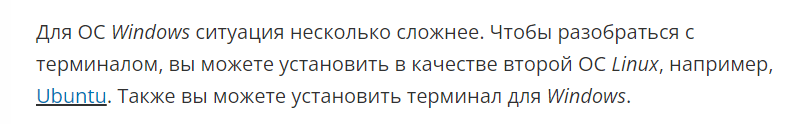 Для ОС Windows ситуация несколько сложнее. Чтобы разобраться с
терминалом, вы можете установить в качестве второй ОС Linux, например,
Ubuntu. Также вы можете установить терминал для Windows.